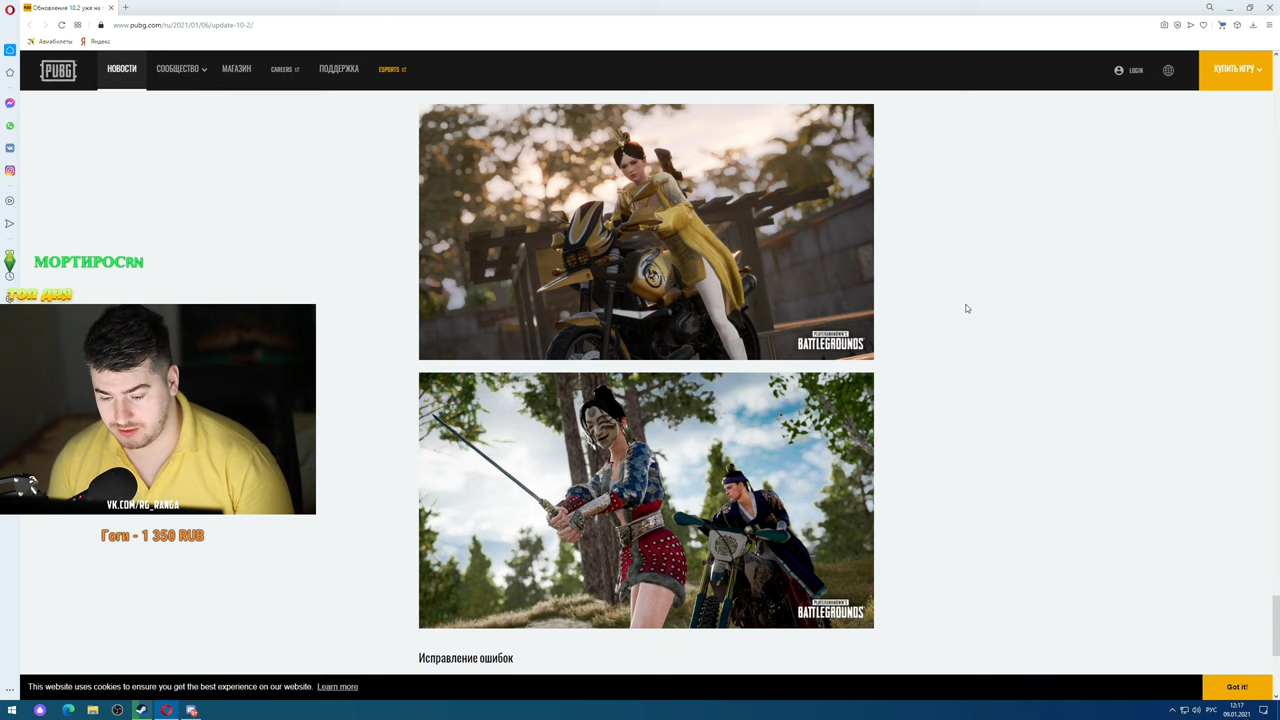 Обновление 10.2 уже на
www.pubg.com/ru/2021/01/06/update-10-2/
Авиабилеты
Яндекс
PUBG
НОВОСТИ
СООБЩЕСТВО
МАГАЗИН
CAREERS
ПОДДЕРЖКА
ESPORTS
LOGIN
КУПИТЬ ИГРУ
PLAYERUNKNOWN'S
BATTLEGROUNDS
МОРТИРОСRN
топ дня
VK.COM/RG_RANGA
Гоги - 1 350 RUB
PLAYERUNKNOWN'S
BATTLEGROUNDS
Исправление ошибок
This website uses cookies to ensure you get the best experience on our website. Learn more
Got it!
РУС
12:17
09.01.2021